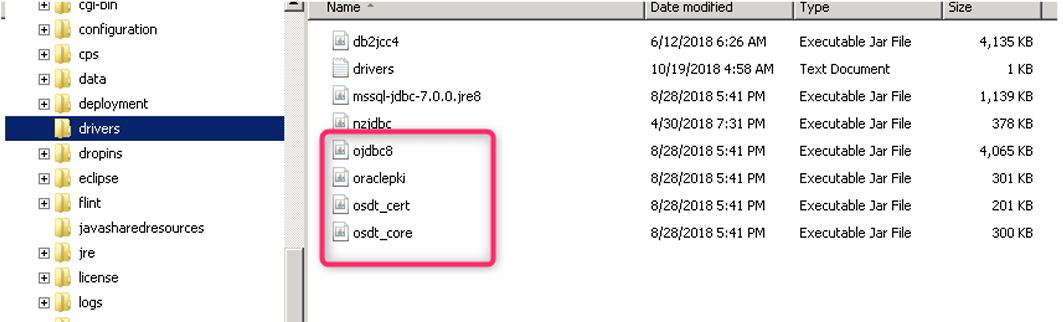 cgi-bin
configuration
cps
data
deployment
drivers
dropins
eclipse
flint
javasharedresources
jre
license
logs
Name Date modified Type Size
db2jcc4 6/12/2018 6:26 AM Executable Jar File 4,135 KB
drivers 10/19/2018 4:58 AM Text Document 1 KB
mssql-jdbc-7.0.0.jre8 8/28/2018 5:41 PM Executable Jar File 1,139 KB
nzjdbc 4/30/2018 7:31 PM Executable Jar File 378 KB
ojdbc8 8/28/2018 5:41 PM Executable Jar File 4,065 KB
oraclepki 8/28/2018 5:41 PM Executable Jar File 301 KB
osdt_cert 8/28/2018 5:41 PM Executable Jar File 201 KB
osdt_core 8/28/2018 5:41 PM Executable Jar File 300 KB